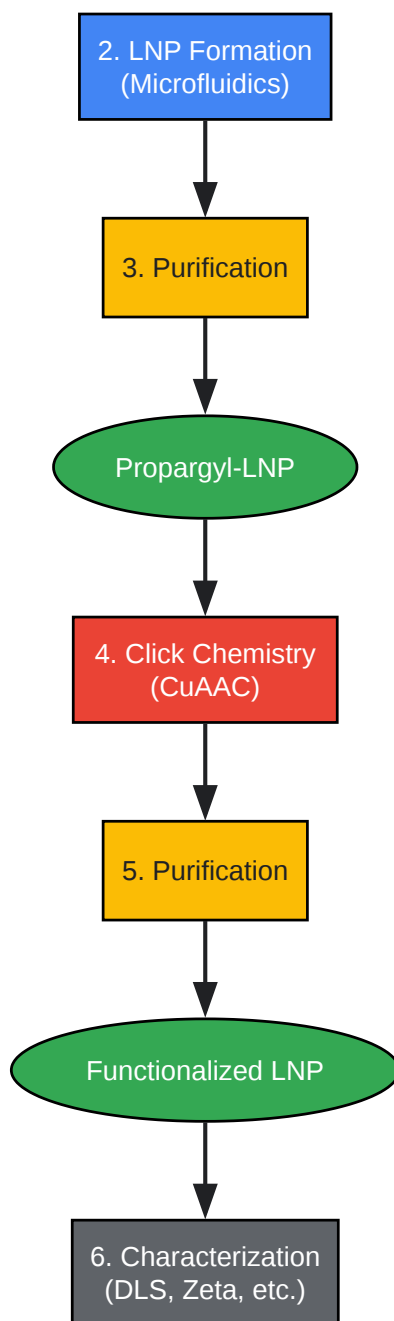 2. LNP Formation
(Microfluidics)
3. Purification
Propargyl-LNP
4. Click Chemistry
(CuAAC)
5. Purification
Functionalized LNP
6. Characterization
(DLS, Zeta, etc.)